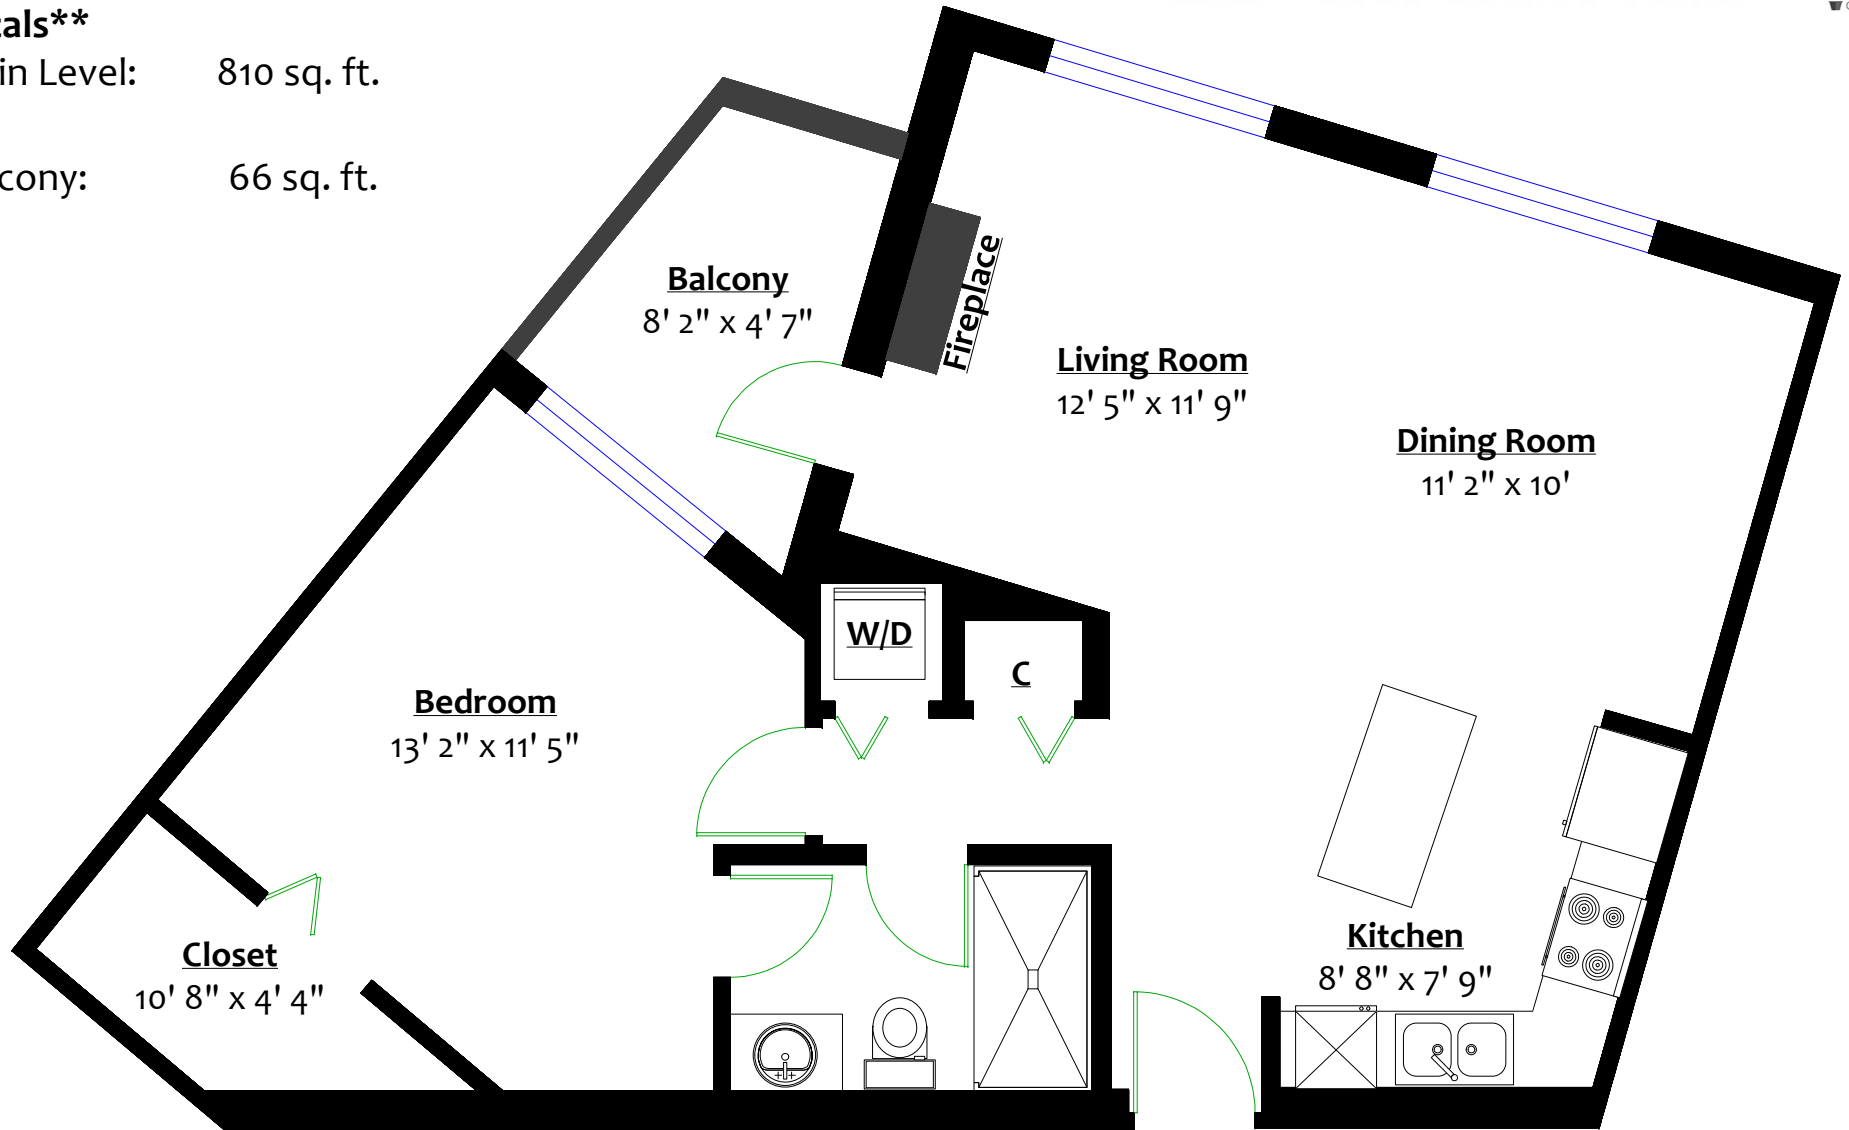 tals**
in Level: 810 sq. ft.
cony: 66 sq. ft.
Balcony
8' 2" x 4' 7"
Fireplace
Living Room
12' 5" x 11' 9"
Dining Room
11' 2" x 10'
W/D
C
Bedroom
13' 2" x 11' 5"
Closet
10' 8" x 4' 4"
Kitchen
8' 8" x 7' 9"